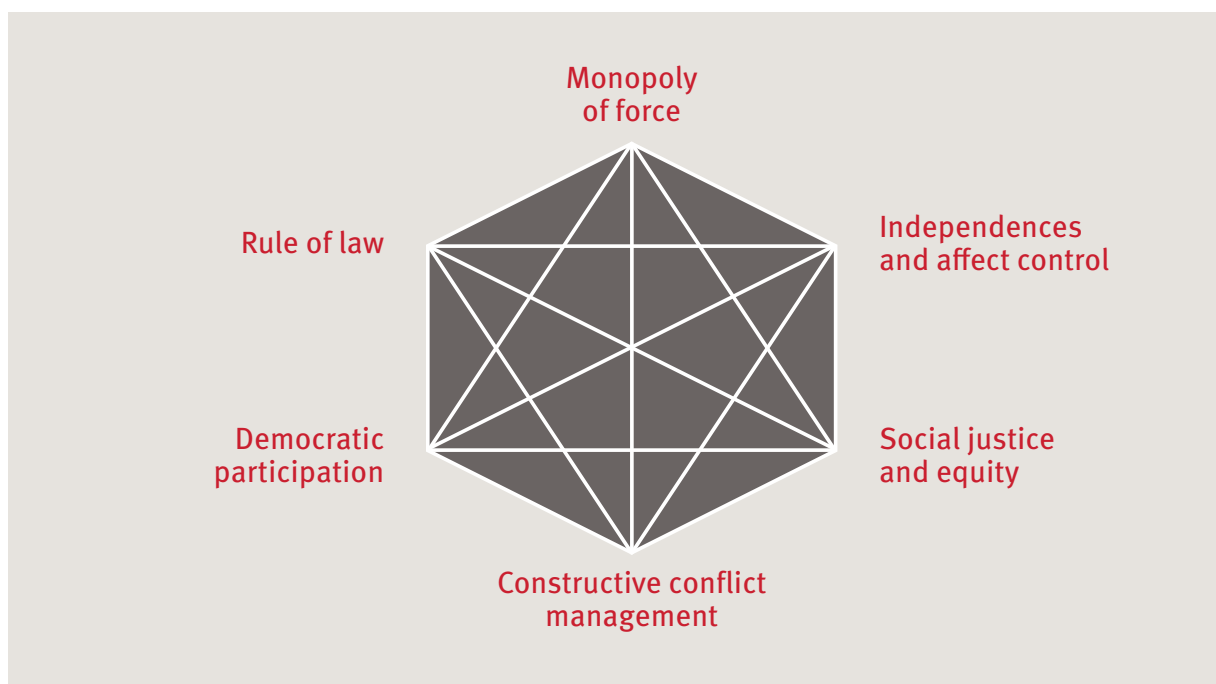 Monopoly
of force
Rule of law
Independences
and affect control
Democratic
participation
Social justice
and equity
Constructive conflict
management